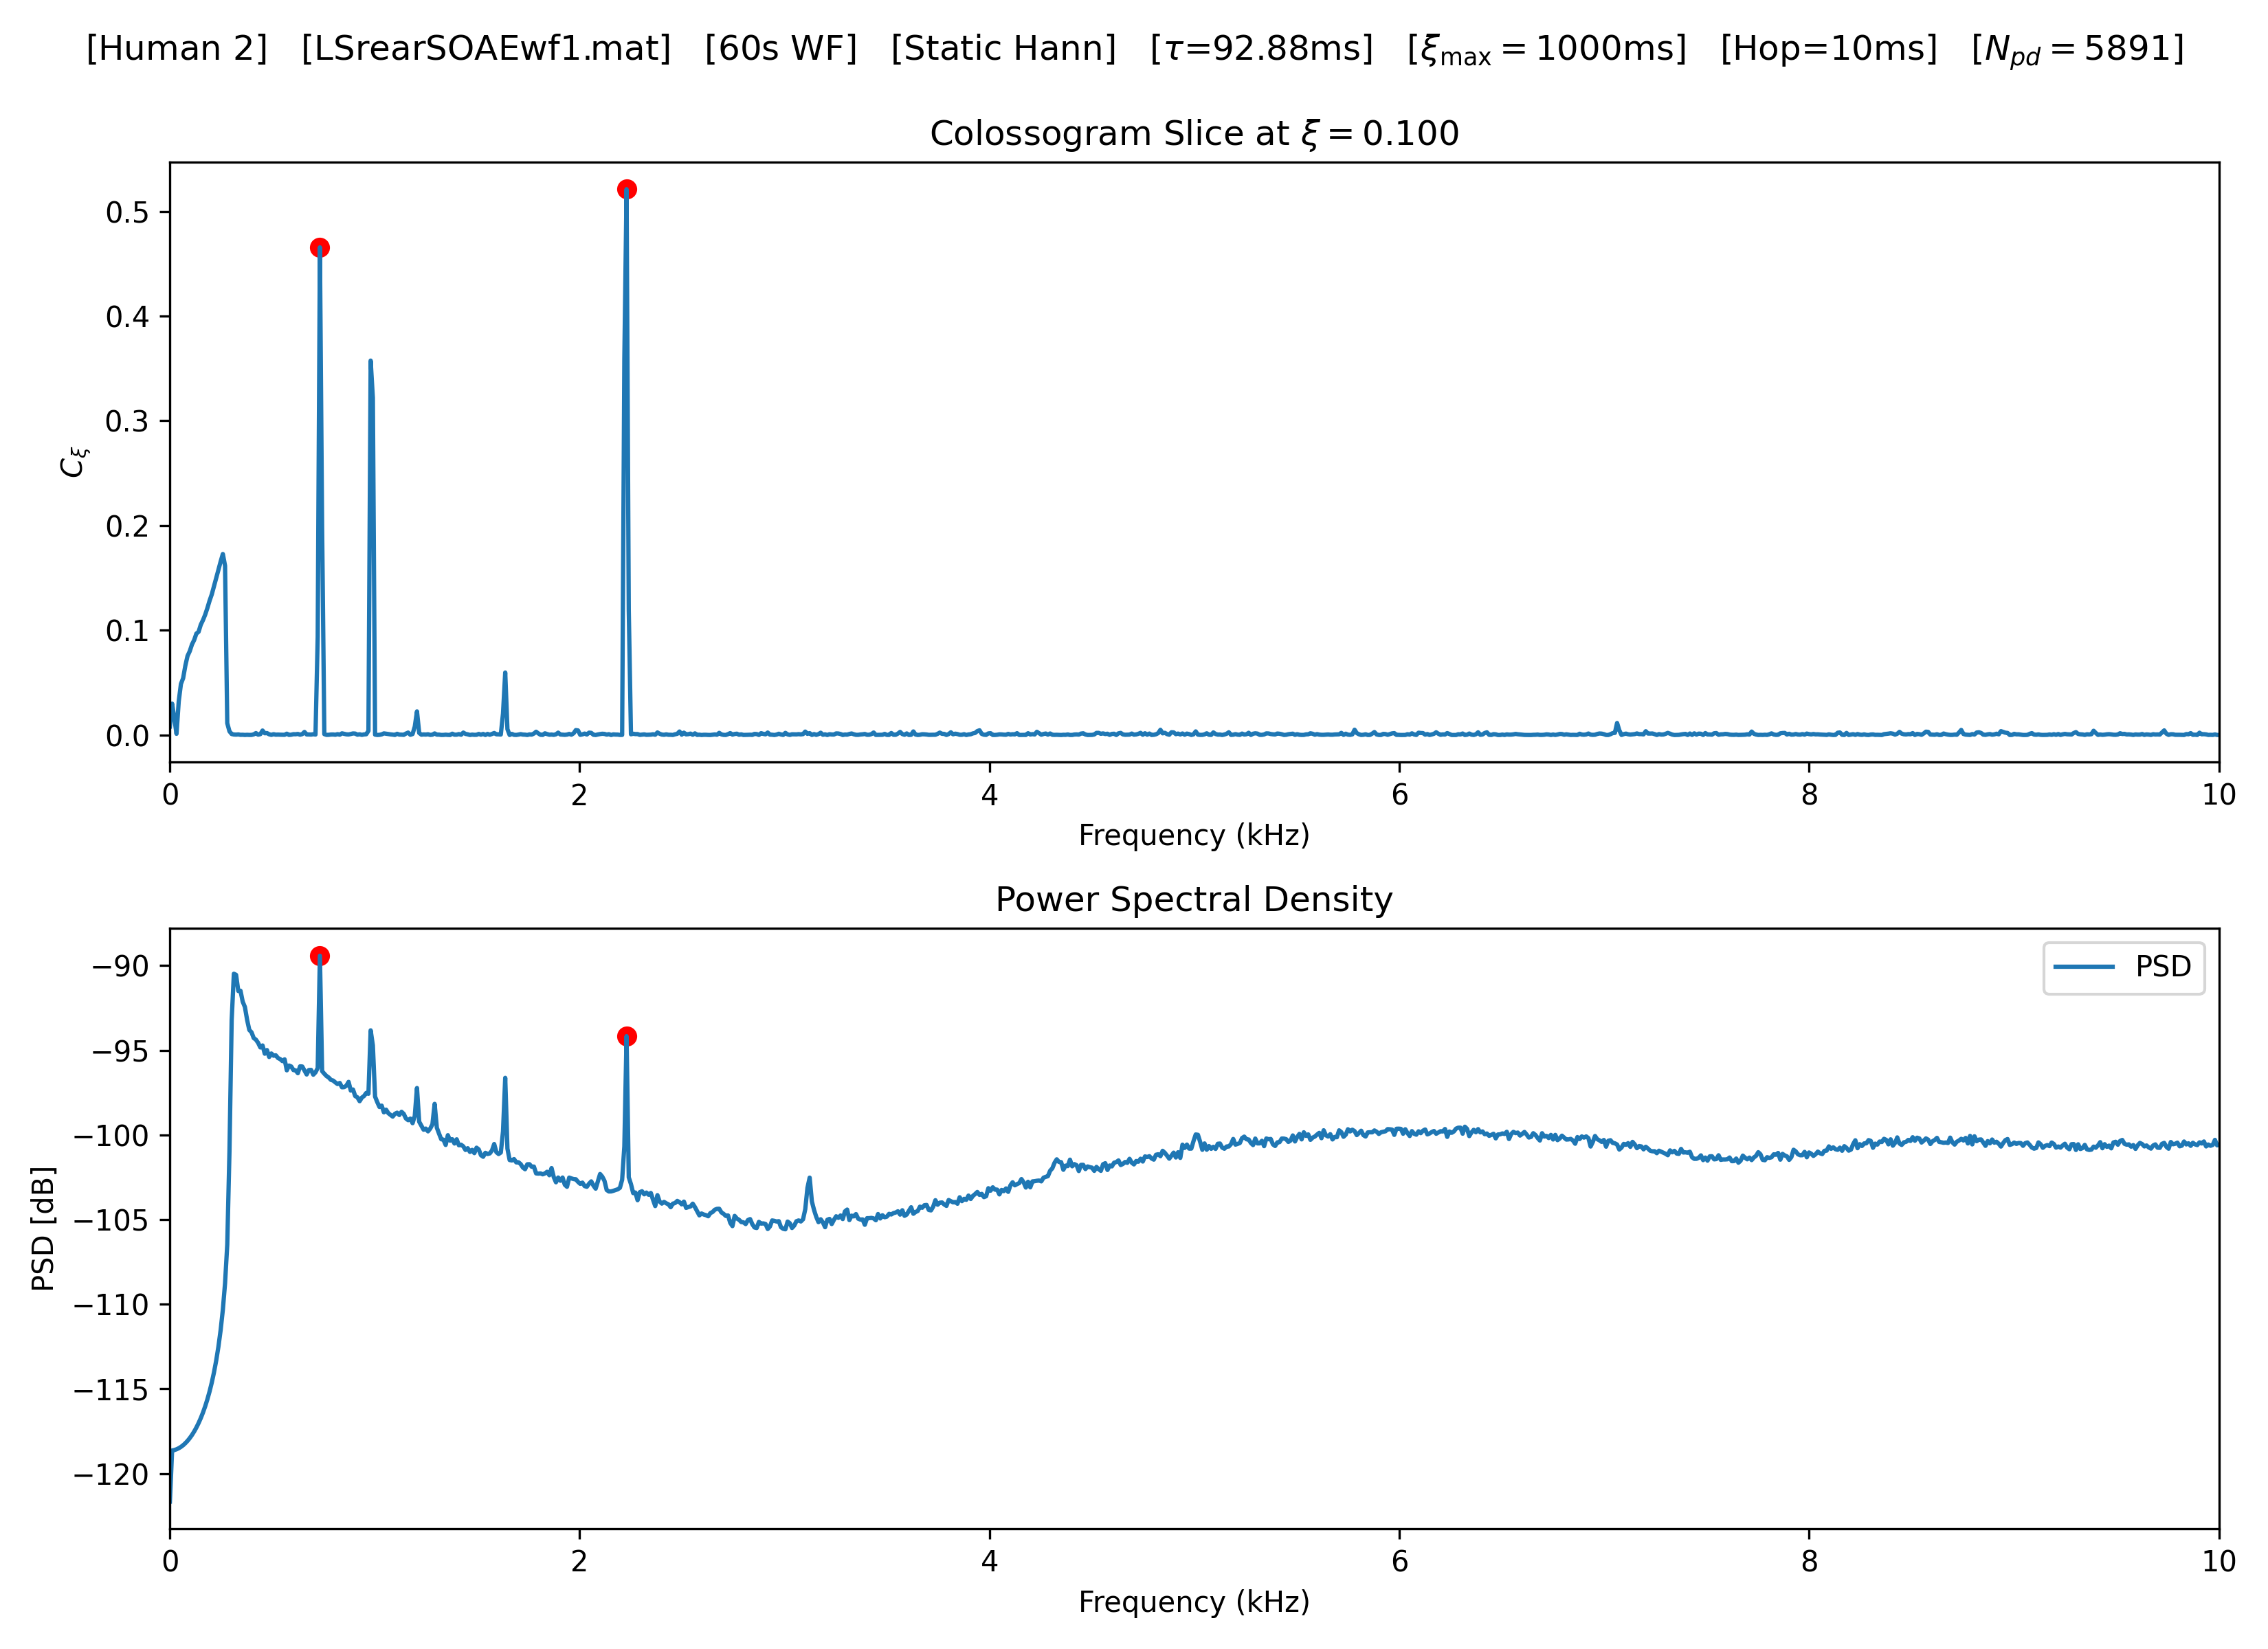 [Human 2] [LSrearSOAEwf1.mat] [60s WF] [Static Hann] [τ=92.88ms] [ξmax = 1000ms] [Hop=10ms] [Npd = 5891]
Colossogram Slice at ξ = 0.100
Cξ
0.5
0.4
0.3
0.2
0.1
0.0
0 2 4 6 8 10
Frequency (kHz)
Power Spectral Density
PSD
PSD [dB]
−90
−95
−100
−105
−110
−115
−120
0 2 4 6 8 10
Frequency (kHz)